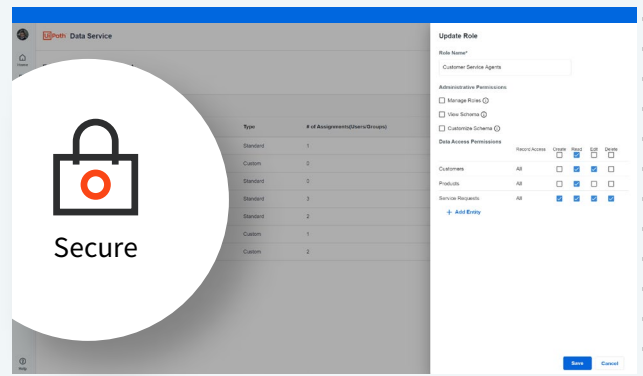 UiPath Data Service
Home
Type # of Assignments(Users/Groups)
Standard 1
Custom 0
Standard 0
Standard 3
Standard 2
Custom 1
Custom 2
Help
Secure
Update Role
Role Name*
Customer Service Agents
Administrative Permissions
Manage Roles
View Schema
Customize Schema
Data Access Permissions
Record Access Create Read Edit Delete
Customers All
Products All
Service Requests All
+ Add Entity
Save Cancel